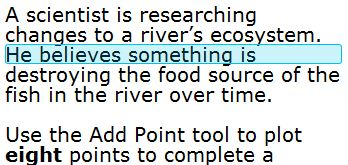 A scientist is researching
changes to a river's ecosystem.
He believes something is
destroying the food source of the
fish in the river over time.
Use the Add Point tool to plot
eight points to complete a